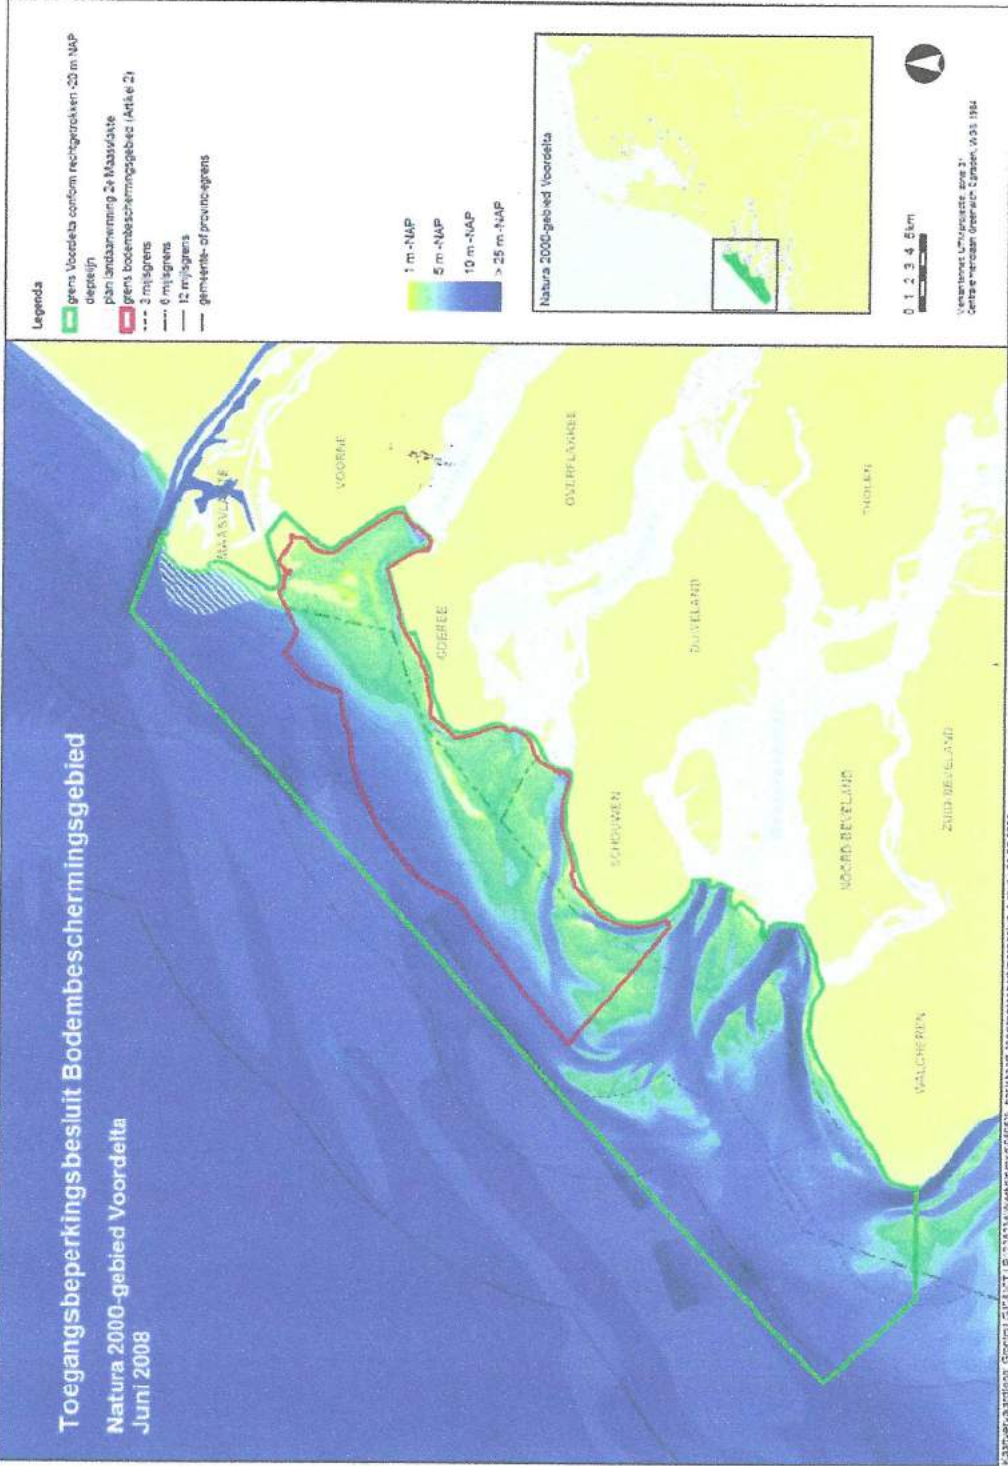 Toegangsbeperkingsbesluit Bodembeschermingsgebied
Natura 2000-gebied Voordelta
Juni 2008
MAASVLAKTE
VOORNE
GOEREE
OVERFLAKKEE
DUIVELAND
SCHOUWEN
THOLEN
NOORD-BEVELAND
ZUID-BEVELAND
WALCHEREN
Legenda
grens Voordelta conform rechtgetrokken -20 m NAP
dieptelijn
plan landaanwinning 2e Maasvlakte
grens bodembeschermingsgebied (Artikel 2)
3 mijlsgrens
6 mijlsgrens
12 mijlsgrens
gemeente- of provinciegrens
1 m -NAP
5 m -NAP
10 m -NAP
> 25 m -NAP
Natura 2000-gebied Voordelta
0 1 2 3 4 5 km